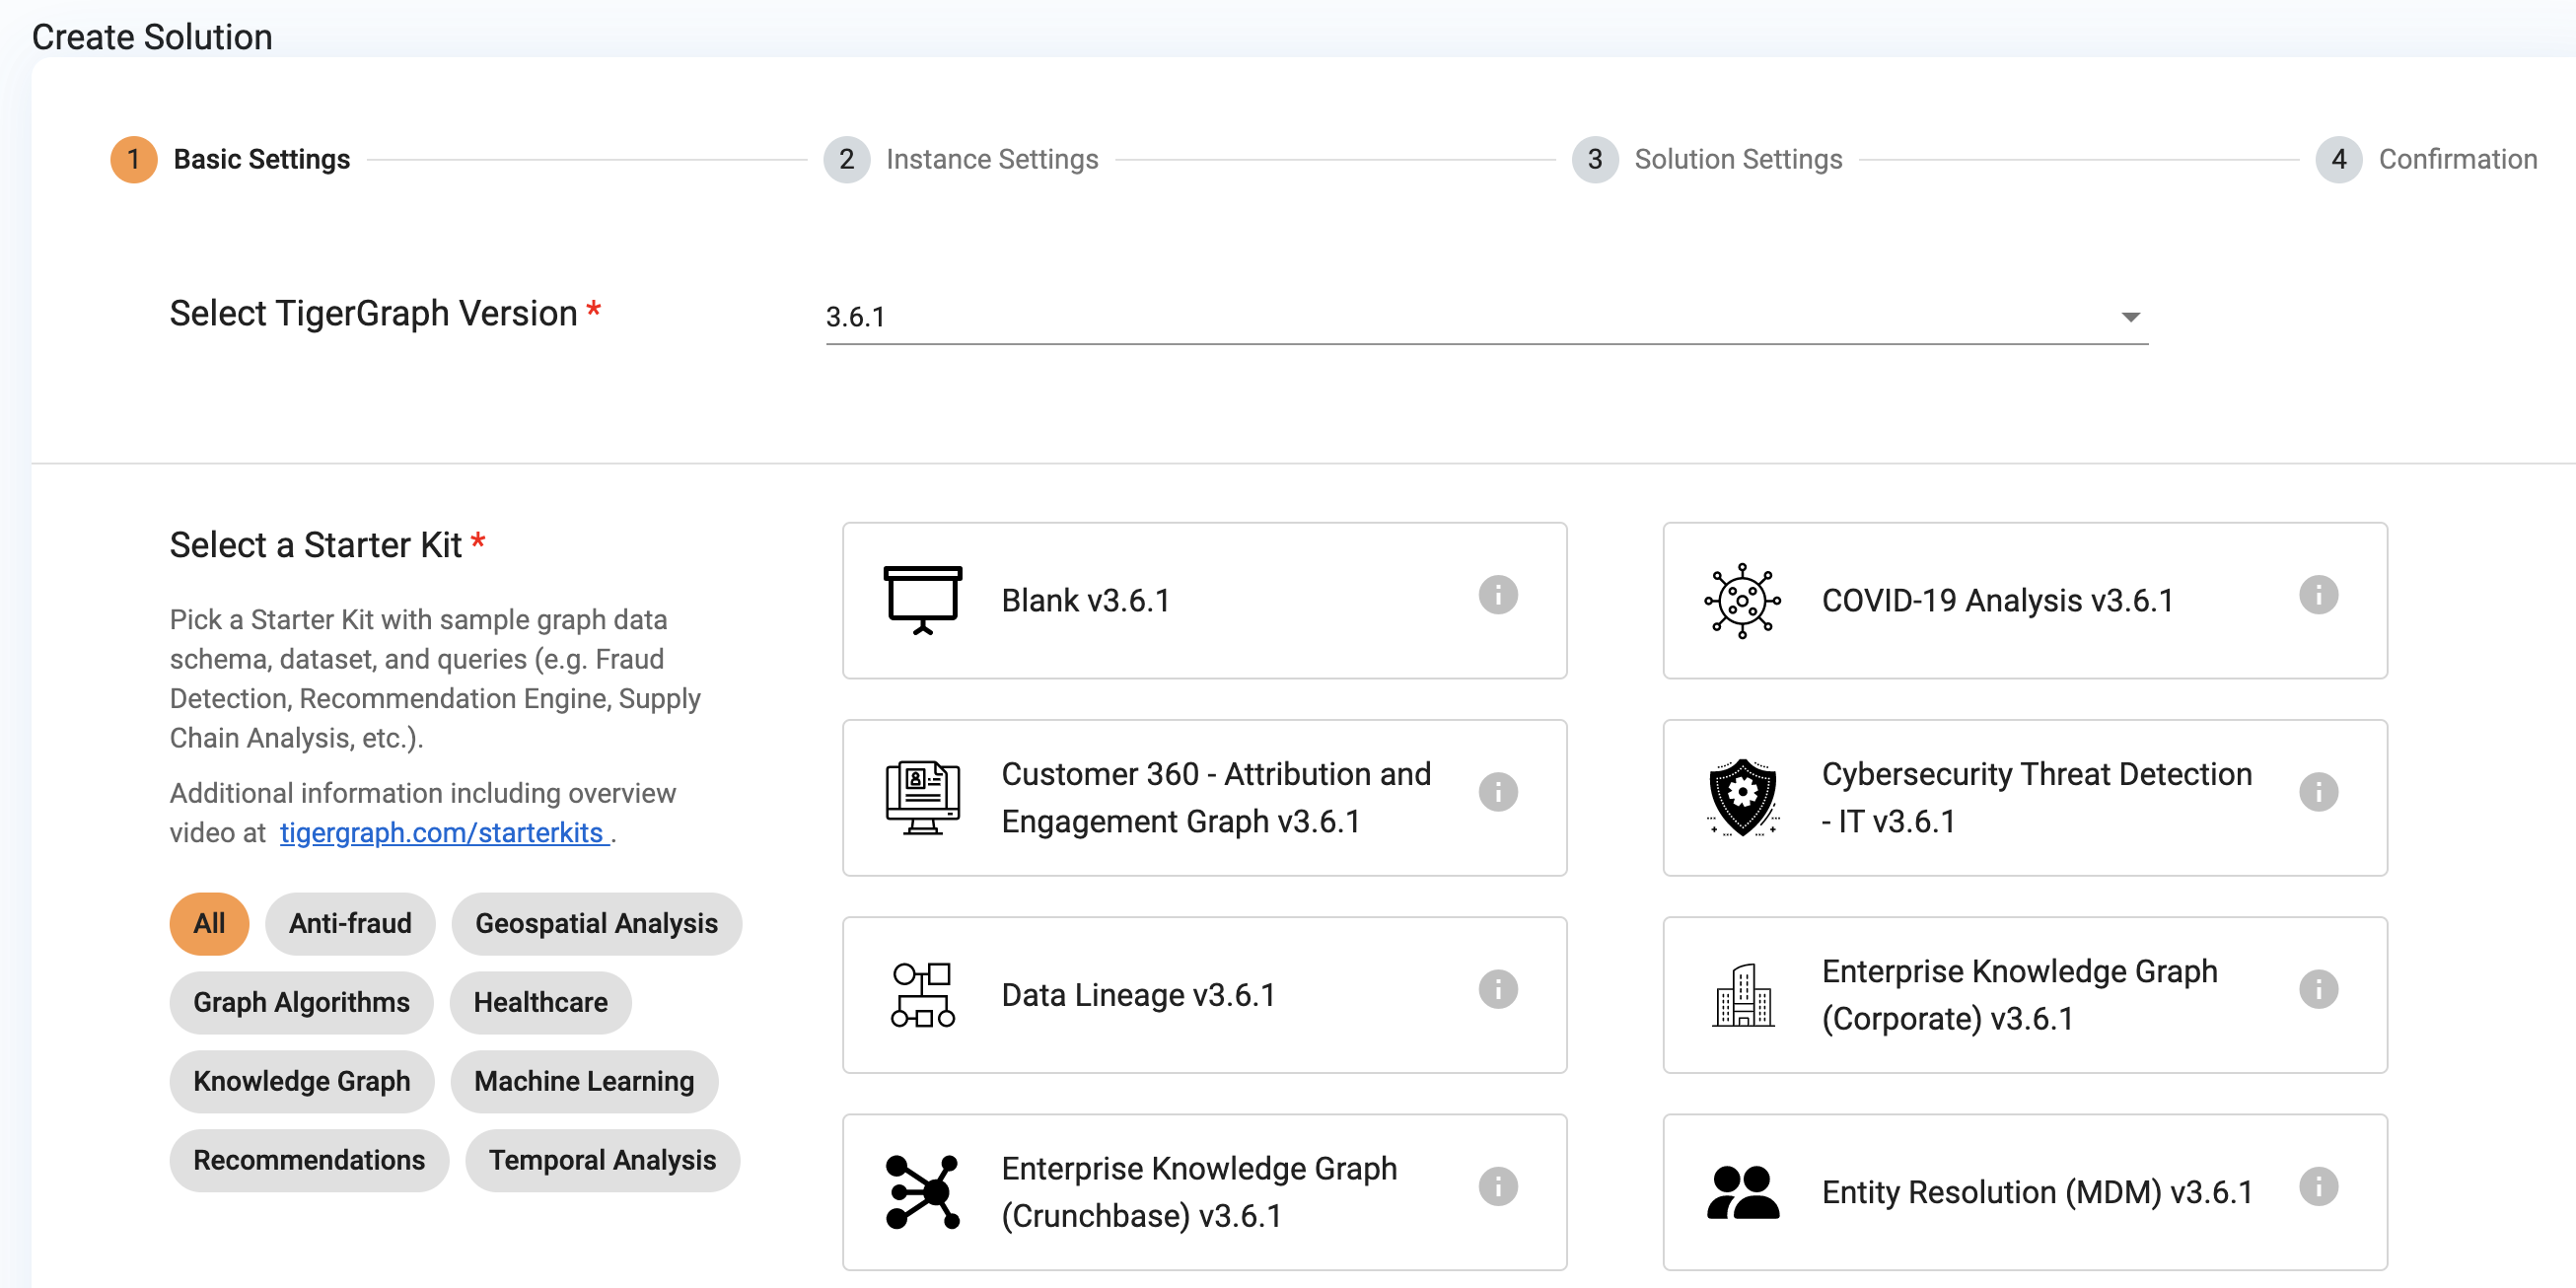 Create Solution
1 Basic Settings
2 Instance Settings
3 Solution Settings
4 Confirmation
Select TigerGraph Version *
3.6.1
Select a Starter Kit *
Pick a Starter Kit with sample graph data
schema, dataset, and queries (e.g. Fraud
Detection, Recommendation Engine, Supply
Chain Analysis, etc.).
Additional information including overview
video at tigergraph.com/starterkits .
All
Anti-fraud
Geospatial Analysis
Graph Algorithms
Healthcare
Knowledge Graph
Machine Learning
Recommendations
Temporal Analysis
Blank v3.6.1
i
COVID-19 Analysis v3.6.1
i
Customer 360 - Attribution and
Engagement Graph v3.6.1
i
Cybersecurity Threat Detection
- IT v3.6.1
i
Data Lineage v3.6.1
i
Enterprise Knowledge Graph
(Corporate) v3.6.1
i
Enterprise Knowledge Graph
(Crunchbase) v3.6.1
i
Entity Resolution (MDM) v3.6.1
i